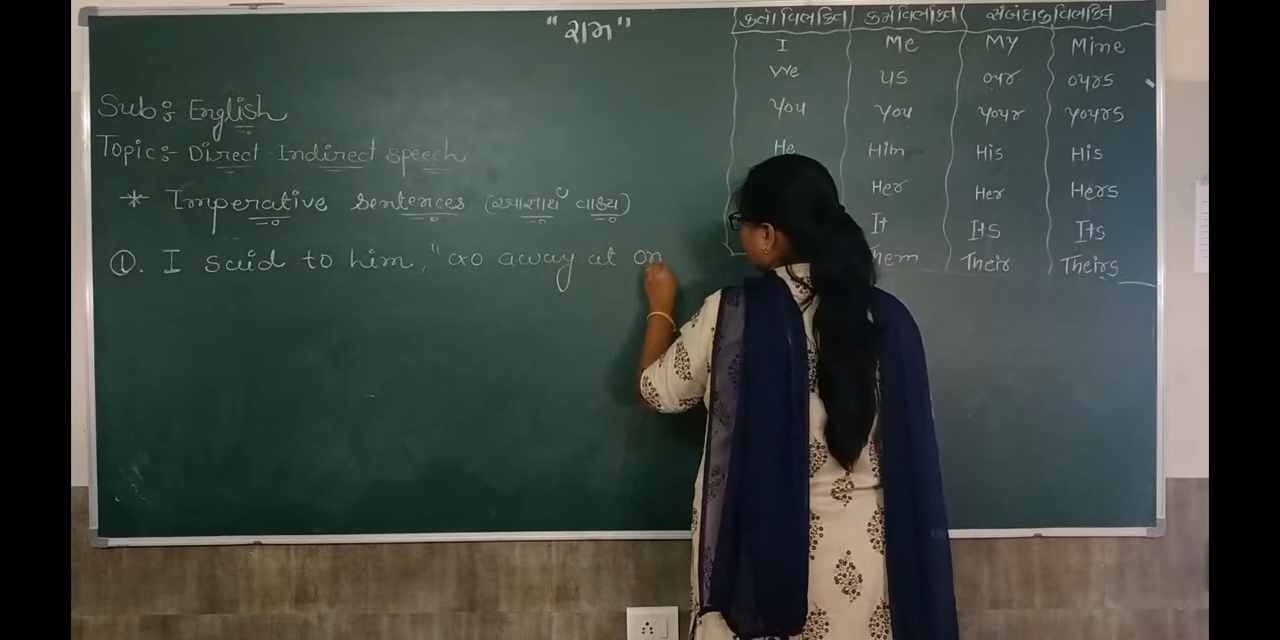 "રામ"
Sub: English
Topic:- Direct Indirect speech
* Imperative Sentences (આજ્ઞાર્થ વાક્ય)
①. I said to him, "Go away at on
કર્તા વિભક્તિ કર્મ વિભક્તિ સંબંધક વિભક્તિ
I Me My Mine
We us our ours
You You your yours
He Him His His
Her Her Hers
It Its Its
Them Their Theirs